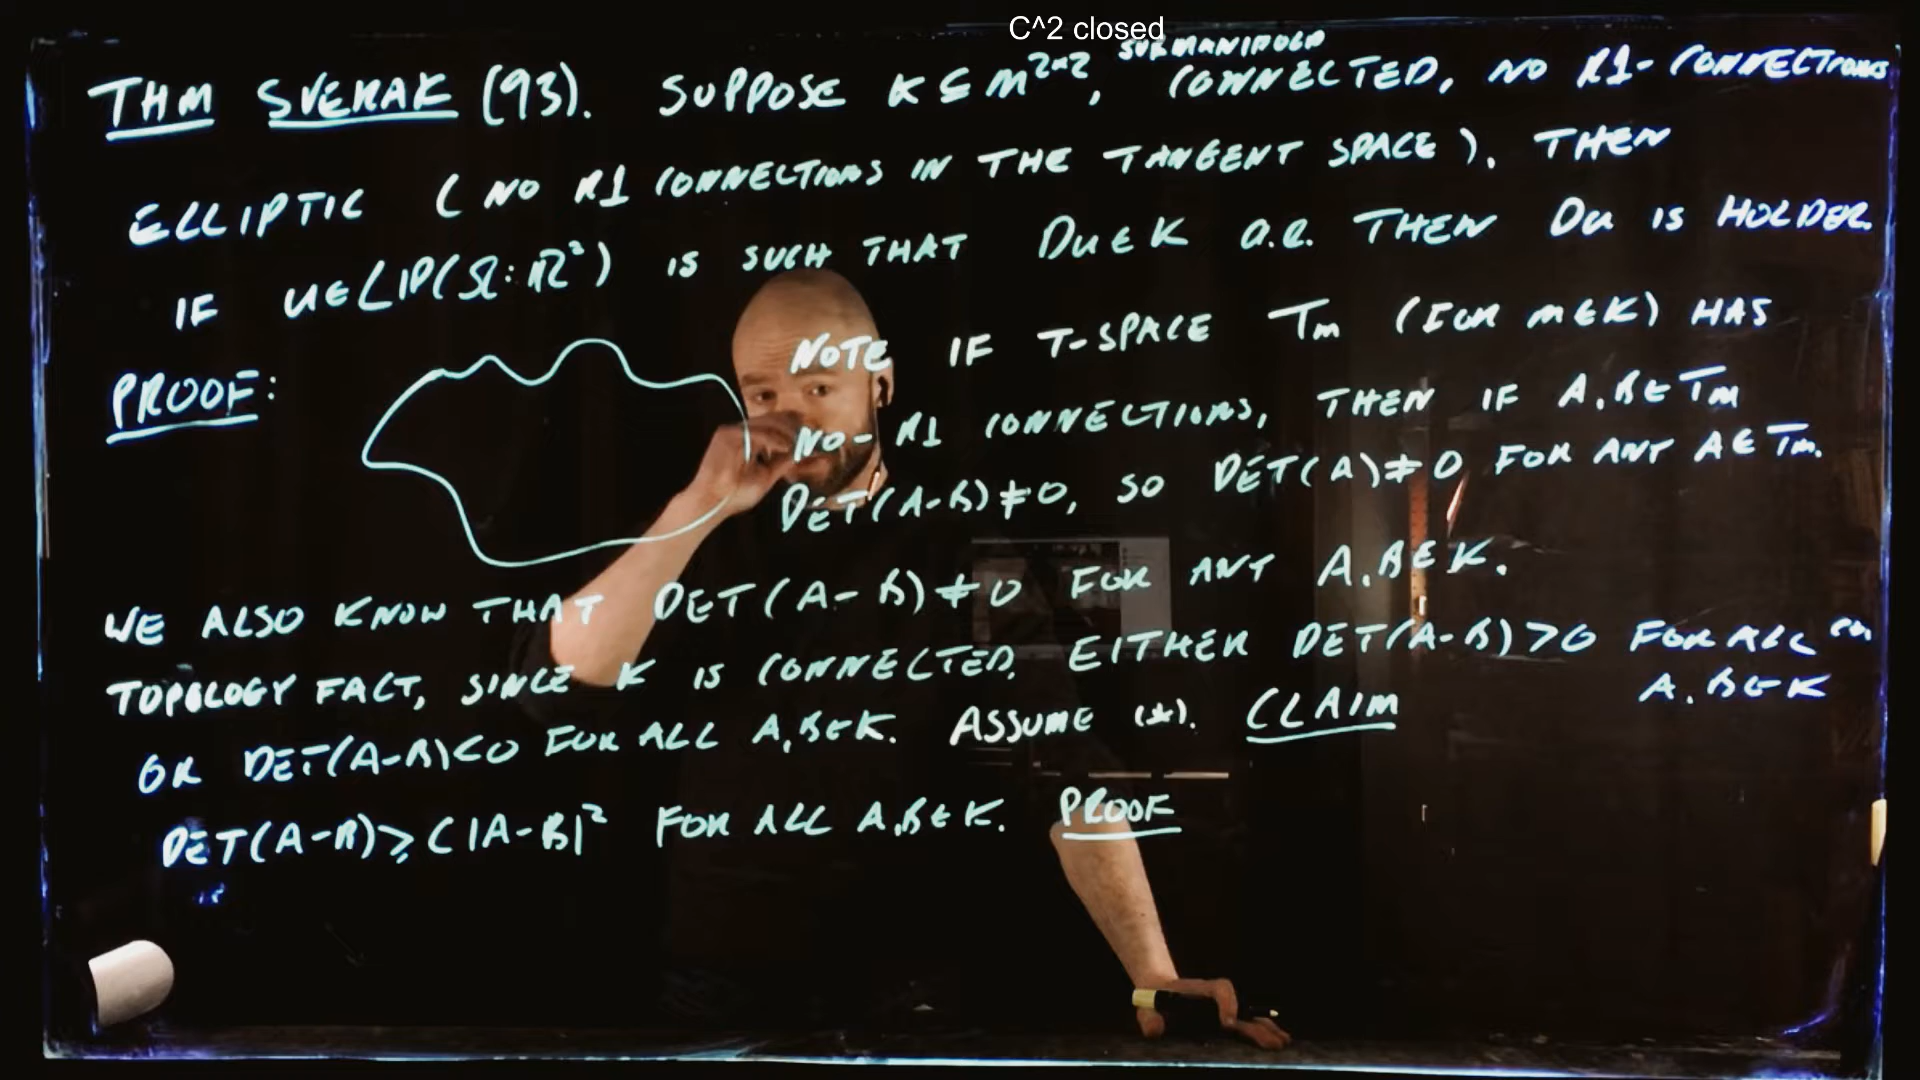 C^2 closed
THM SVERAK (93). SUPPOSE K ⊆ M^{2×2}, SUBMANIFOLD CONNECTED, NO R1-CONNECTIONS
ELLIPTIC (NO R1 CONNECTIONS IN THE TANGENT SPACE). THEN
IF u∈LIP(Ω:ℝ²) IS SUCH THAT Du∈K a.e. THEN Du IS HOLDER.
PROOF:
NOTE IF T-SPACE Tm (FOR m∈K) HAS
NO-R1 CONNECTIONS, THEN IF A,B∈Tm
DET(A-B)≠0, SO DET(A)≠0 FOR ANY A∈Tm.
WE ALSO KNOW THAT DET(A-B)≠0 FOR ANY A,B∈K.
TOPOLOGY FACT, SINCE K IS CONNECTED, EITHER DET(A-B)>0 FOR ALL
A,B∈K
OR DET(A-B)<0 FOR ALL A,B∈K. ASSUME (*). CLAIM
DET(A-B)≥C|A-B|² FOR ALL A,B∈K. PROOF